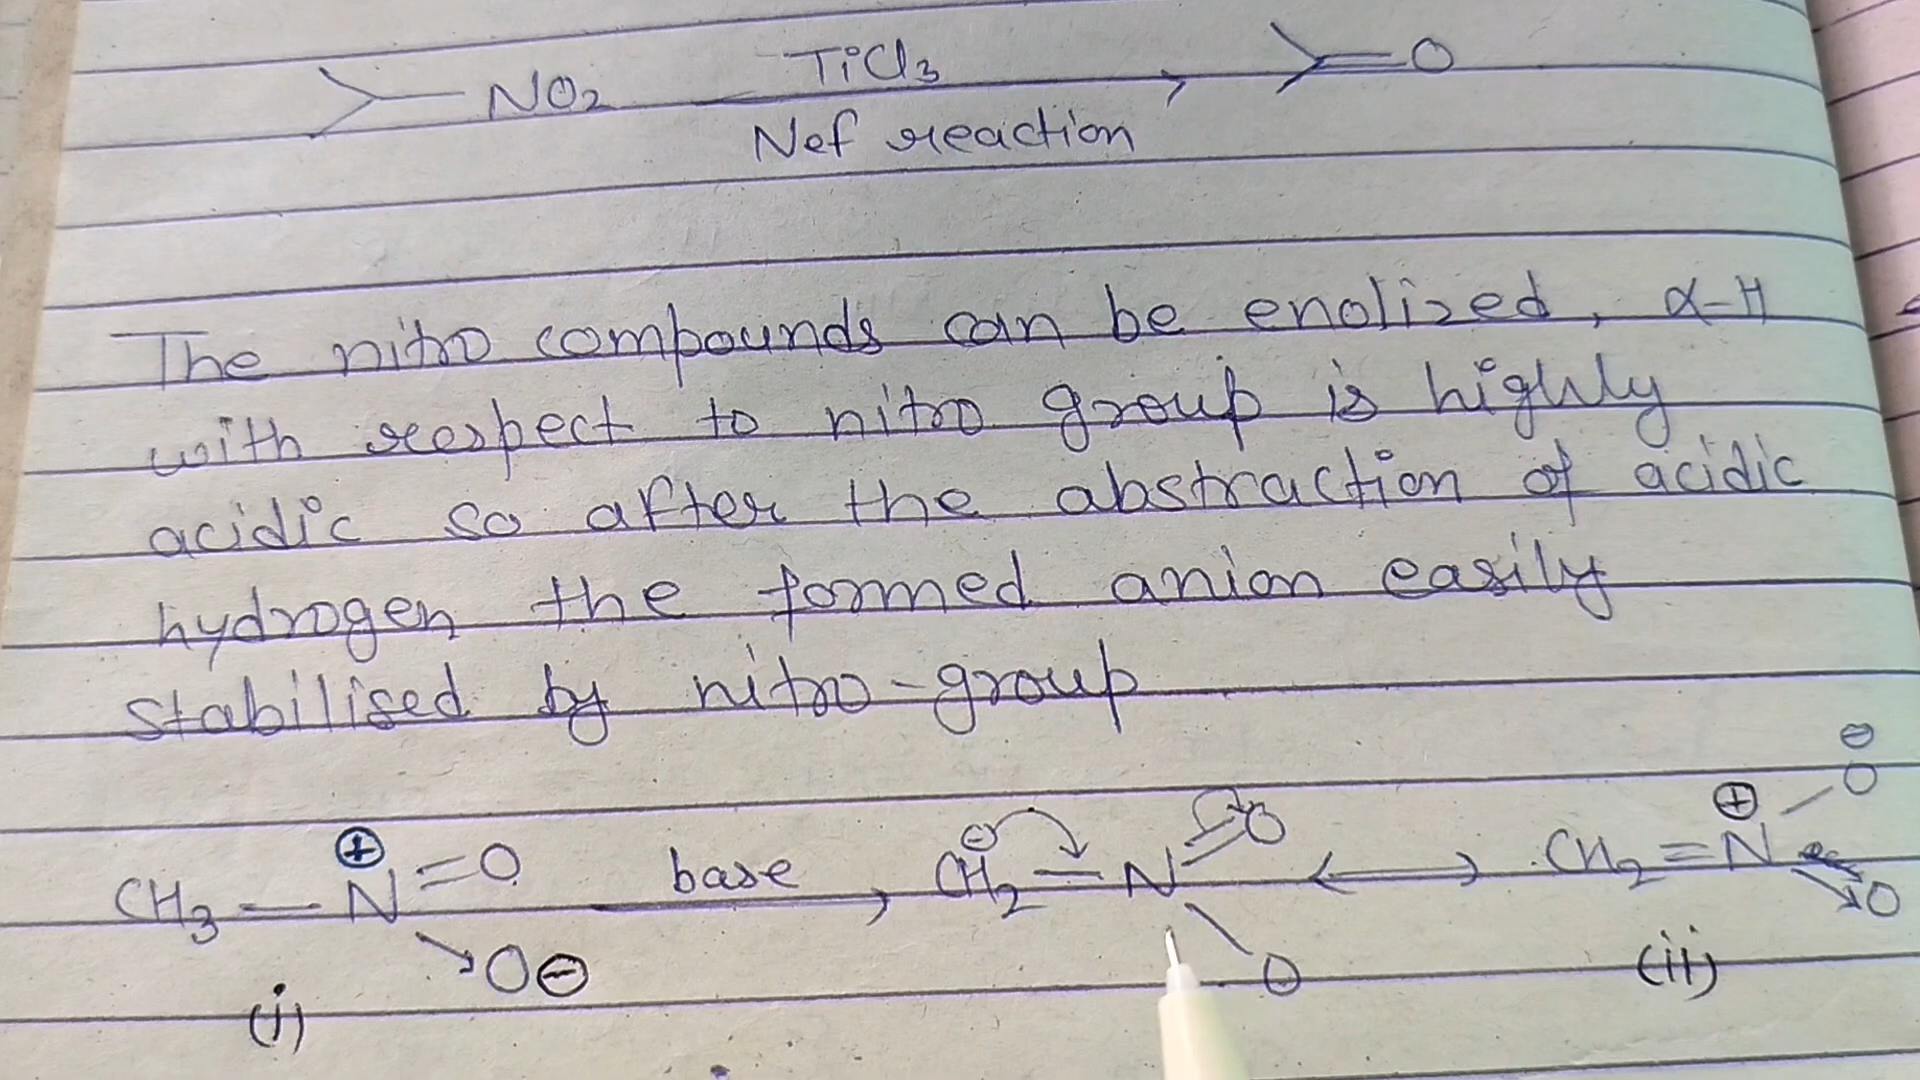 NO2 TiCl3 O
Nef reaction
The nitro compounds can be enolized, α-H
with respect to nitro group is highly
acidic so after the abstraction of acidic
hydrogen the formed anion easily
stabilised by nitro-group
⊖
⊕ ⊖ O ⊕ O
CH3 — N = O base CH2 — N ⟷ CH2 = N
O⊖ O O
(i) (ii)